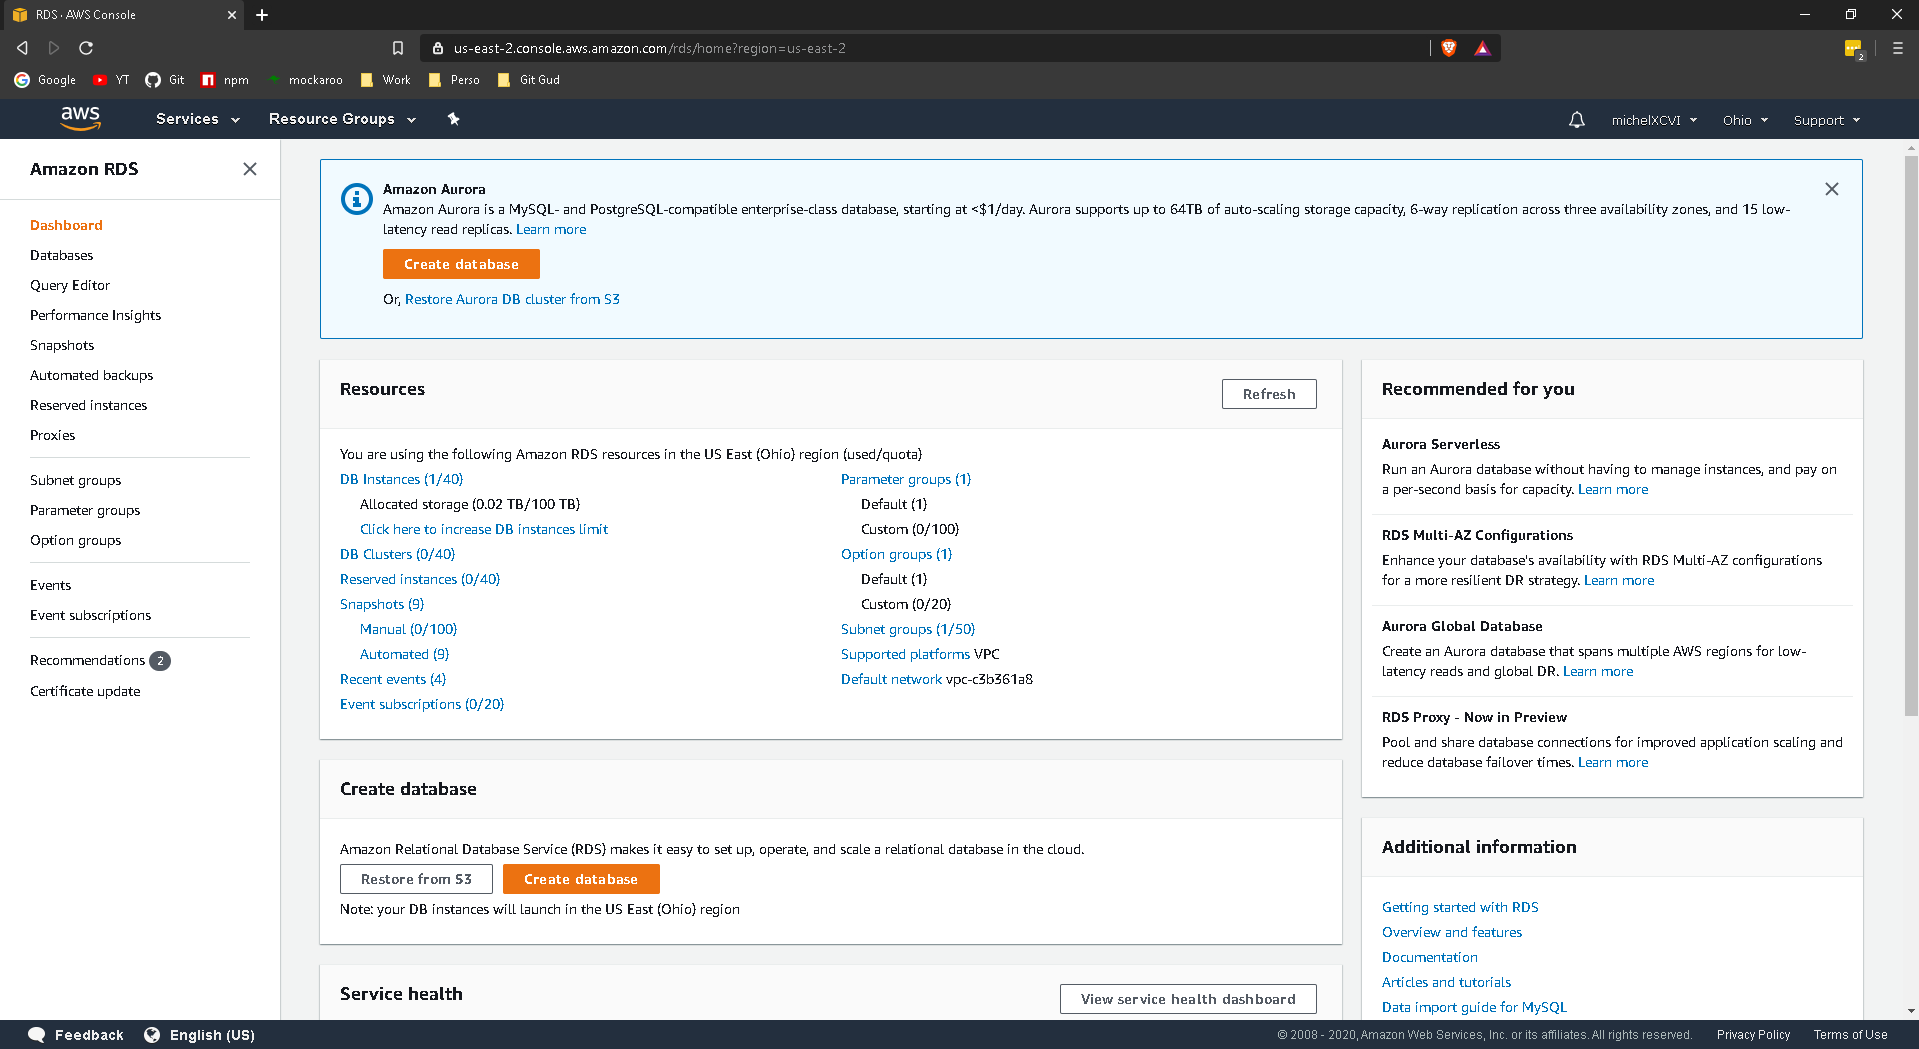 RDS · AWS Console
us-east-2.console.aws.amazon.com/rds/home?region=us-east-2
2
Google YT Git npm mockaroo Work Perso Git Gud
aws Services Resource Groups michelXCVI Ohio Support
Amazon RDS
Dashboard
Databases
Query Editor
Performance Insights
Snapshots
Automated backups
Reserved instances
Proxies
Subnet groups
Parameter groups
Option groups
Events
Event subscriptions
Recommendations 2
Certificate update
Amazon Aurora
Amazon Aurora is a MySQL- and PostgreSQL-compatible enterprise-class database, starting at <$1/day. Aurora supports up to 64TB of auto-scaling storage capacity, 6-way replication across three availability zones, and 15 low-
latency read replicas. Learn more
Create database
Or, Restore Aurora DB cluster from S3
Resources
Refresh
You are using the following Amazon RDS resources in the US East (Ohio) region (used/quota)
DB Instances (1/40)
Allocated storage (0.02 TB/100 TB)
Click here to increase DB instances limit
DB Clusters (0/40)
Reserved instances (0/40)
Snapshots (9)
Manual (0/100)
Automated (9)
Recent events (4)
Event subscriptions (0/20)
Parameter groups (1)
Default (1)
Custom (0/100)
Option groups (1)
Default (1)
Custom (0/20)
Subnet groups (1/50)
Supported platforms VPC
Default network vpc-c3b361a8
Create database
Amazon Relational Database Service (RDS) makes it easy to set up, operate, and scale a relational database in the cloud.
Restore from S3 Create database
Note: your DB instances will launch in the US East (Ohio) region
Service health
View service health dashboard
Recommended for you
Aurora Serverless
Run an Aurora database without having to manage instances, and pay on
a per-second basis for capacity. Learn more
RDS Multi-AZ Configurations
Enhance your database's availability with RDS Multi-AZ configurations
for a more resilient DR strategy. Learn more
Aurora Global Database
Create an Aurora database that spans multiple AWS regions for low-
latency reads and global DR. Learn more
RDS Proxy - Now in Preview
Pool and share database connections for improved application scaling and
reduce database failover times. Learn more
Additional information
Getting started with RDS
Overview and features
Documentation
Articles and tutorials
Data import guide for MySQL
Feedback English (US) © 2008 - 2020, Amazon Web Services, Inc. or its affiliates. All rights reserved. Privacy Policy Terms of Use